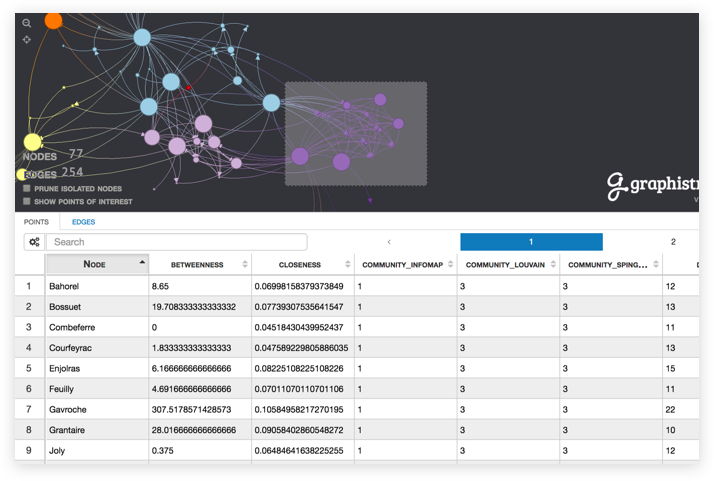 NODES 77
EDGES 254
PRUNE ISOLATED NODES
SHOW POINTS OF INTEREST
graphist
POINTS EDGES
Search ‹ 1 2
NODE BETWEENNESS CLOSENESS COMMUNITY_INFOMAP COMMUNITY_LOUVAIN COMMUNITY_SPING... D
1 Bahorel 8.65 0.06998158379373849 1 3 3 12
2 Bossuet 19.708333333333332 0.07739307535641547 1 3 3 13
3 Combeferre 0 0.04518430439952437 1 3 3 11
4 Courfeyrac 1.833333333333333 0.047589229805886035 1 3 3 13
5 Enjolras 6.166666666666666 0.08225108225108226 1 3 3 15
6 Feuilly 4.691666666666666 0.07011070110701106 1 3 3 11
7 Gavroche 307.5178571428573 0.10584958217270195 1 3 3 22
8 Grantaire 28.016666666666666 0.09058402860548272 1 3 3 10
9 Joly 0.375 0.06484641638225255 1 3 3 12